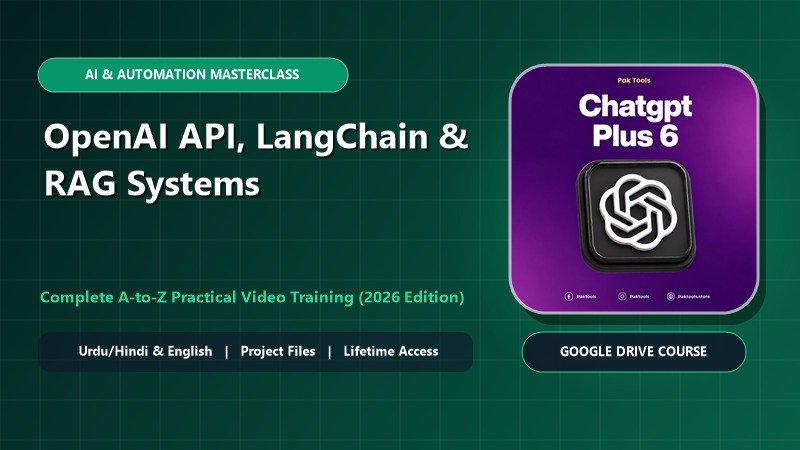 AI & AUTOMATION MASTERCLASS
OpenAI API, LangChain &
RAG Systems
Complete A-to-Z Practical Video Training (2026 Edition)
Urdu/Hindi & English | Project Files | Lifetime Access
Pak Tools
Chatgpt
Plus 6
Paktools Paktools Paktools.store
GOOGLE DRIVE COURSE